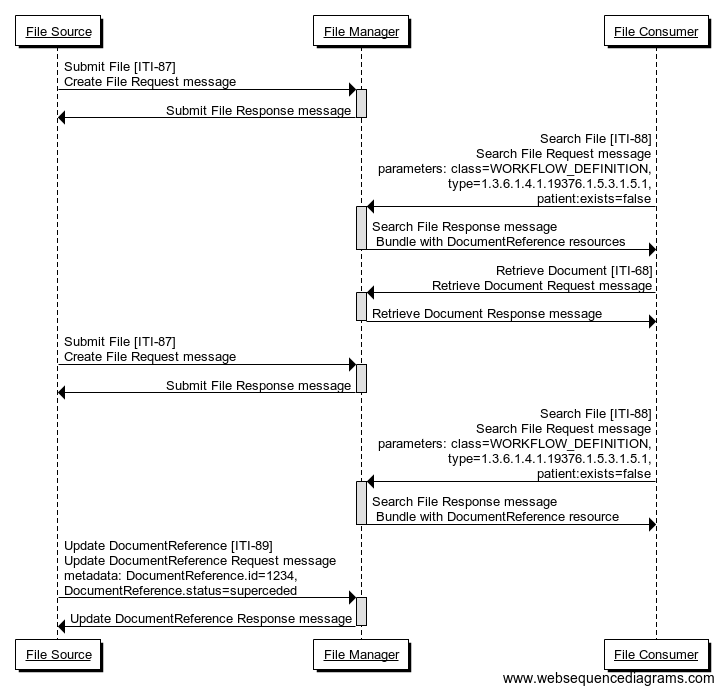 File Source
File Manager
File Consumer
Submit File [ITI-87]
Create File Request message
Submit File Response message
Search File [ITI-88]
Search File Request message
parameters: class=WORKFLOW_DEFINITION,
type=1.3.6.1.4.1.19376.1.5.3.1.5.1,
patient:exists=false
Search File Response message
Bundle with DocumentReference resources
Retrieve Document [ITI-68]
Retrieve Document Request message
Retrieve Document Response message
Submit File [ITI-87]
Create File Request message
Submit File Response message
Search File [ITI-88]
Search File Request message
parameters: class=WORKFLOW_DEFINITION,
type=1.3.6.1.4.1.19376.1.5.3.1.5.1,
patient:exists=false
Search File Response message
Bundle with DocumentReference resource
Update DocumentReference [ITI-89]
Update DocumentReference Request message
metadata: DocumentReference.id=1234,
DocumentReference.status=superceded
Update DocumentReference Response message
File Source
File Manager
File Consumer
www.websequencediagrams.com